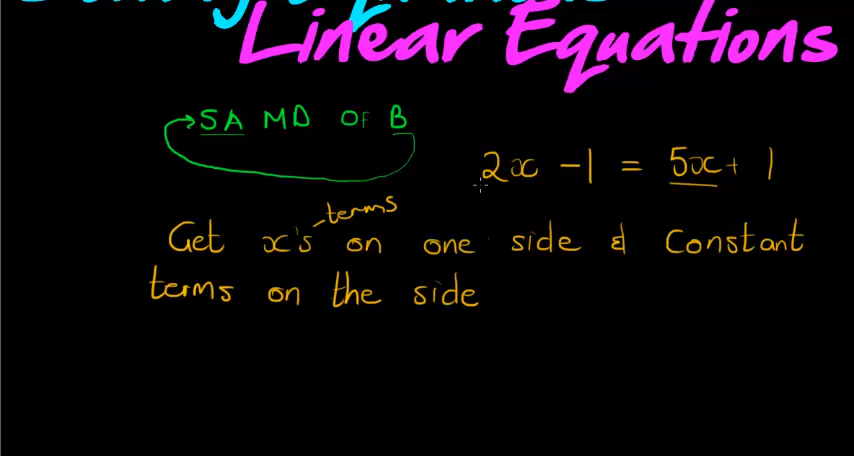 Linear Equations
SA MD OF B
2x - 1 = 5x + 1
Get x's - terms on one side & Constant
terms on the side